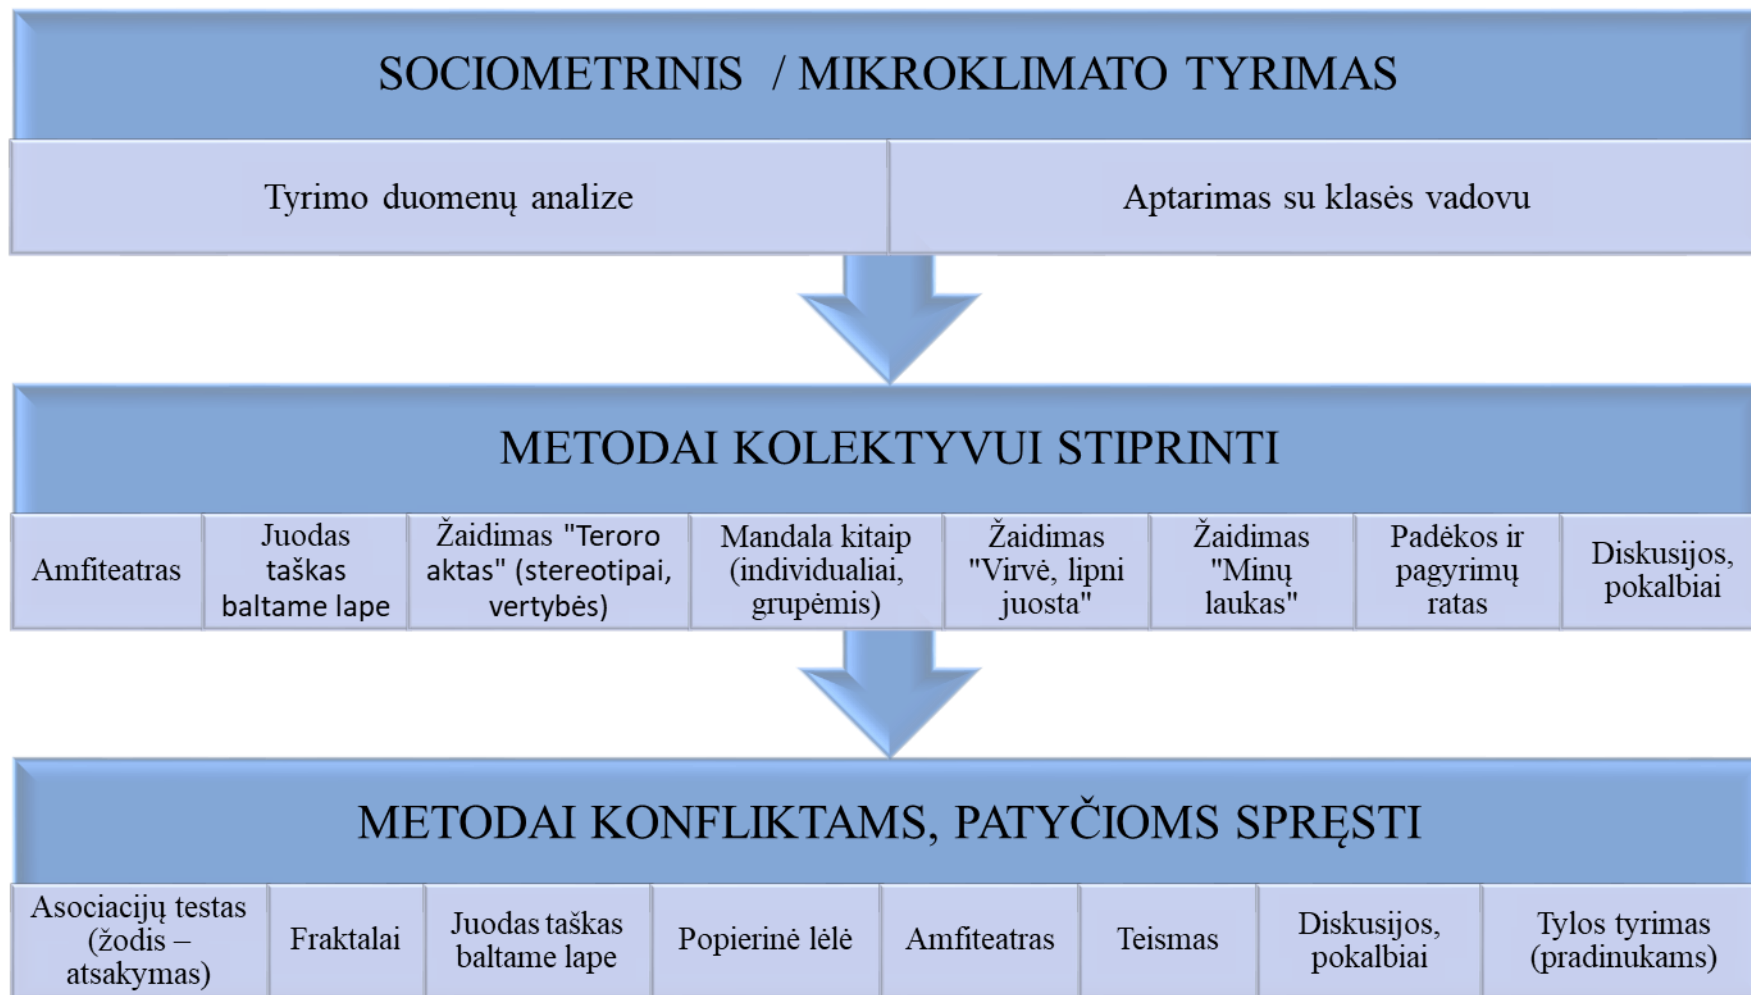 SOCIOMETRINIS / MIKROKLIMATO TYRIMAS
Tyrimo duomenų analize
Aptarimas su klasės vadovu
METODAI KOLEKTYVUI STIPRINTI
Amfiteatras
Juodas
taškas
baltame lape
Žaidimas "Teroro
aktas" (stereotipai,
vertybės)
Mandala kitaip
(individualiai,
grupėmis)
Žaidimas
"Virvė, lipni
juosta"
Žaidimas
"Minų
laukas"
Padėkos ir
pagyrimų
ratas
Diskusijos,
pokalbiai
METODAI KONFLIKTAMS, PATYČIOMS SPRĘSTI
Asociacijų testas
(žodis –
atsakymas)
Fraktalai
Juodas taškas
baltame lape
Popierinė lėlė
Amfiteatras
Teismas
Diskusijos,
pokalbiai
Tylos tyrimas
(pradinukams)